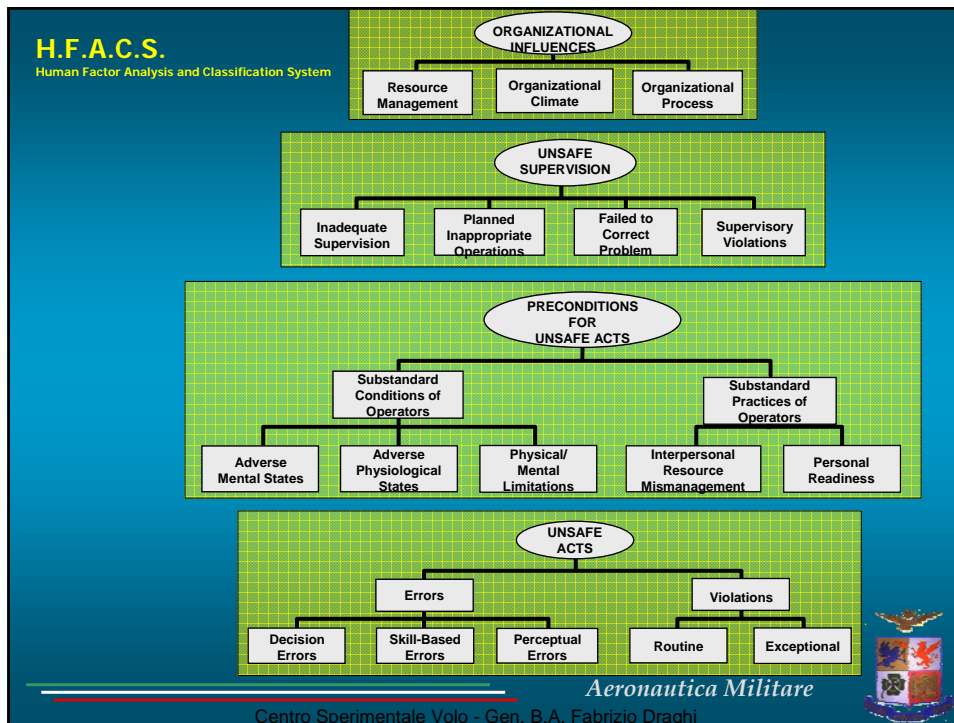 H.F.A.C.S.
Human Factor Analysis and Classification System
ORGANIZATIONAL
INFLUENCES
Resource
Management
Organizational
Climate
Organizational
Process
UNSAFE
SUPERVISION
Inadequate
Supervision
Planned
Inappropriate
Operations
Failed to
Correct
Problem
Supervisory
Violations
PRECONDITIONS
FOR
UNSAFE ACTS
Substandard
Conditions of
Operators
Substandard
Practices of
Operators
Adverse
Mental States
Adverse
Physiological
States
Physical/
Mental
Limitations
Interpersonal
Resource
Mismanagement
Personal
Readiness
UNSAFE
ACTS
Errors
Violations
Decision
Errors
Skill-Based
Errors
Perceptual
Errors
Routine
Exceptional
Aeronautica Militare
Centro Sperimentale Volo - Gen. B.A. Fabrizio Draghi